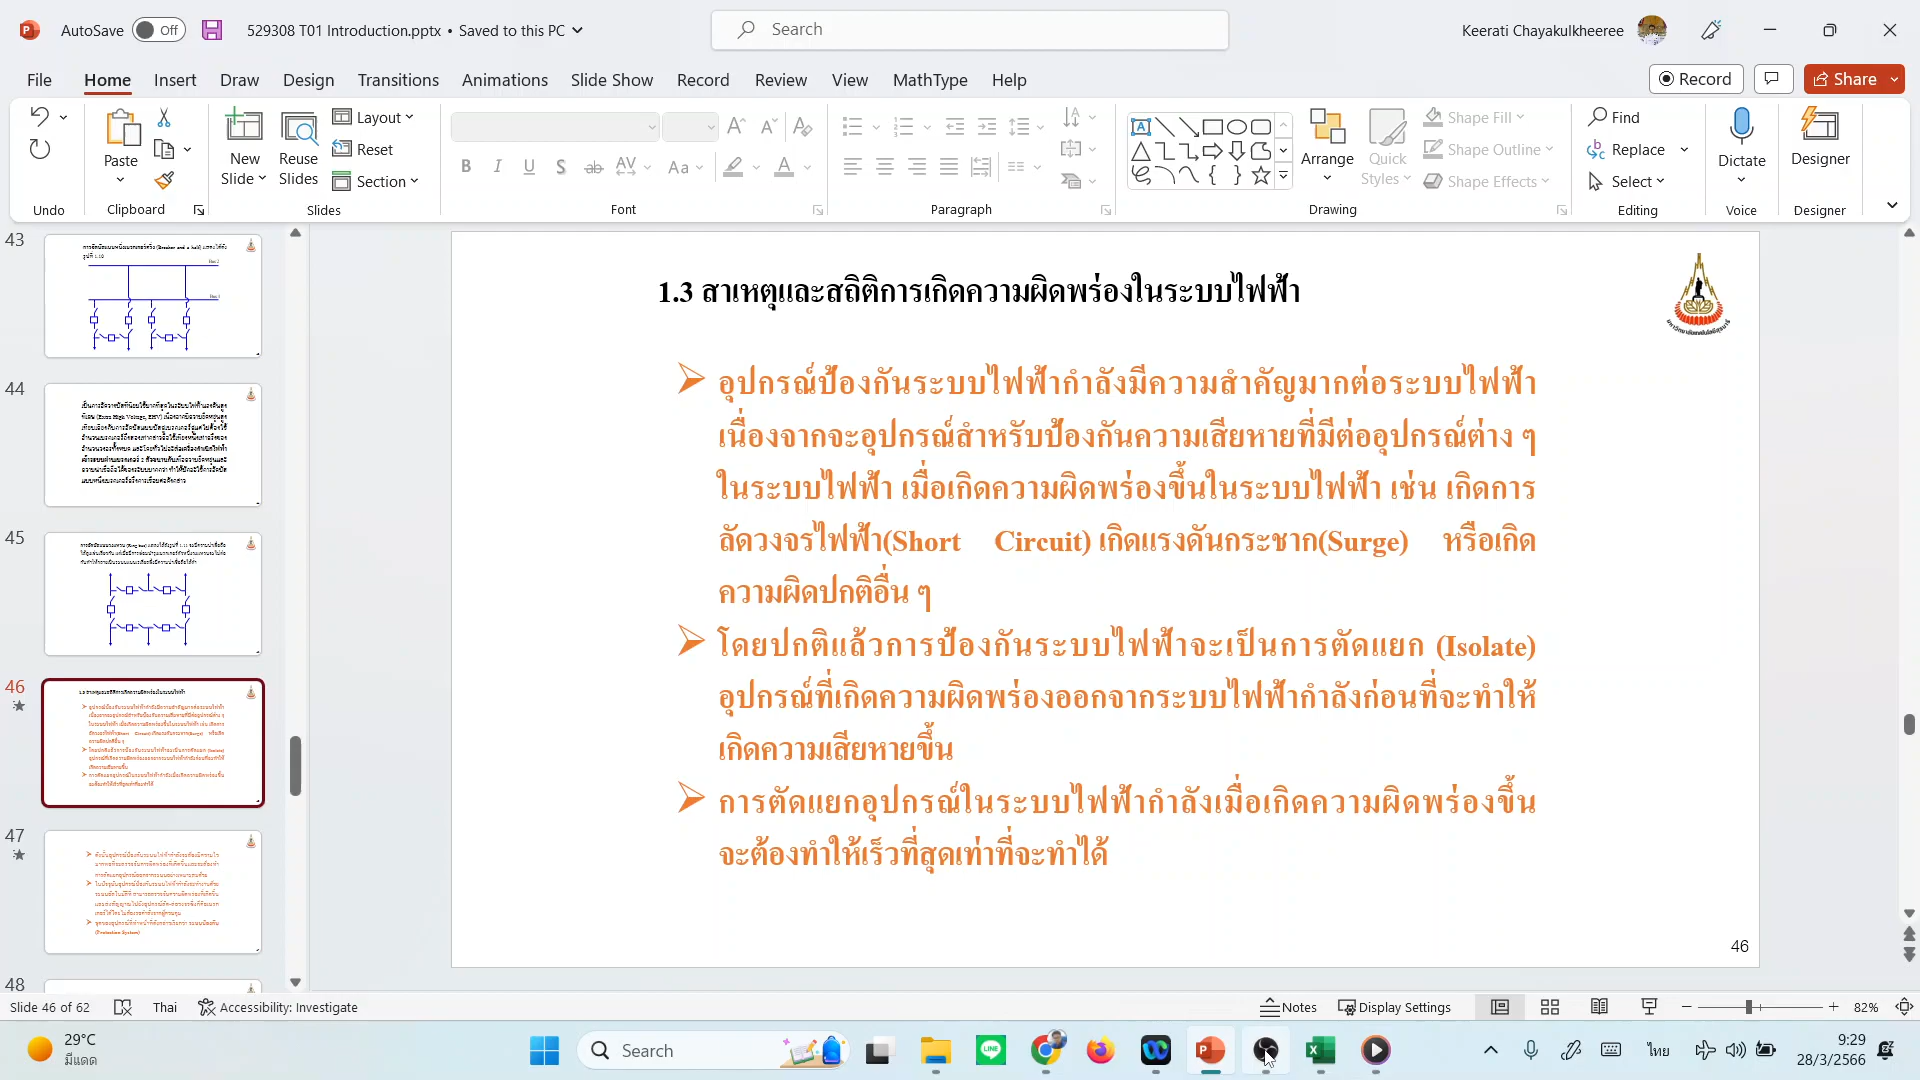 AutoSave
Off
529308 T01 Introduction.pptx • Saved to this PC
Search
Keerati Chayakulkheeree
File
Home
Insert
Draw
Design
Transitions
Animations
Slide Show
Record
Review
View
MathType
Help
Record
Share
Paste
New
Slide
Reuse
Slides
Layout
Reset
Section
Arrange
Quick
Styles
Shape Fill
Shape Outline
Shape Effects
Find
Replace
Select
Dictate
Designer
Undo
Clipboard
Slides
Font
Paragraph
Drawing
Editing
Voice
Designer
43
44
45
46
47
48
1.3 สาเหตุและสถิติการเกิดความผิดพร่องในระบบไฟฟ้า
อุปกรณ์ป้องกันระบบไฟฟ้ากำลังมีความสำคัญมากต่อระบบไฟฟ้า
เนื่องจากจะอุปกรณ์สำหรับป้องกันความเสียหายที่มีต่ออุปกรณ์ต่าง ๆ
ในระบบไฟฟ้า เมื่อเกิดความผิดพร่องขึ้นในระบบไฟฟ้า เช่น เกิดการ
ลัดวงจรไฟฟ้า(Short Circuit) เกิดแรงดันกระชาก(Surge) หรือเกิด
ความผิดปกติอื่น ๆ
โดยปกติแล้วการป้องกันระบบไฟฟ้าจะเป็นการตัดแยก (Isolate)
อุปกรณ์ที่เกิดความผิดพร่องออกจากระบบไฟฟ้ากำลังก่อนที่จะทำให้
เกิดความเสียหายขึ้น
การตัดแยกอุปกรณ์ในระบบไฟฟ้ากำลังเมื่อเกิดความผิดพร่องขึ้น
จะต้องทำให้เร็วที่สุดเท่าที่จะทำได้
46
Slide 46 of 62
Thai
Accessibility: Investigate
Notes
Display Settings
82%
29°C
มีแดด
Search
ไทย
9:29
28/3/2566